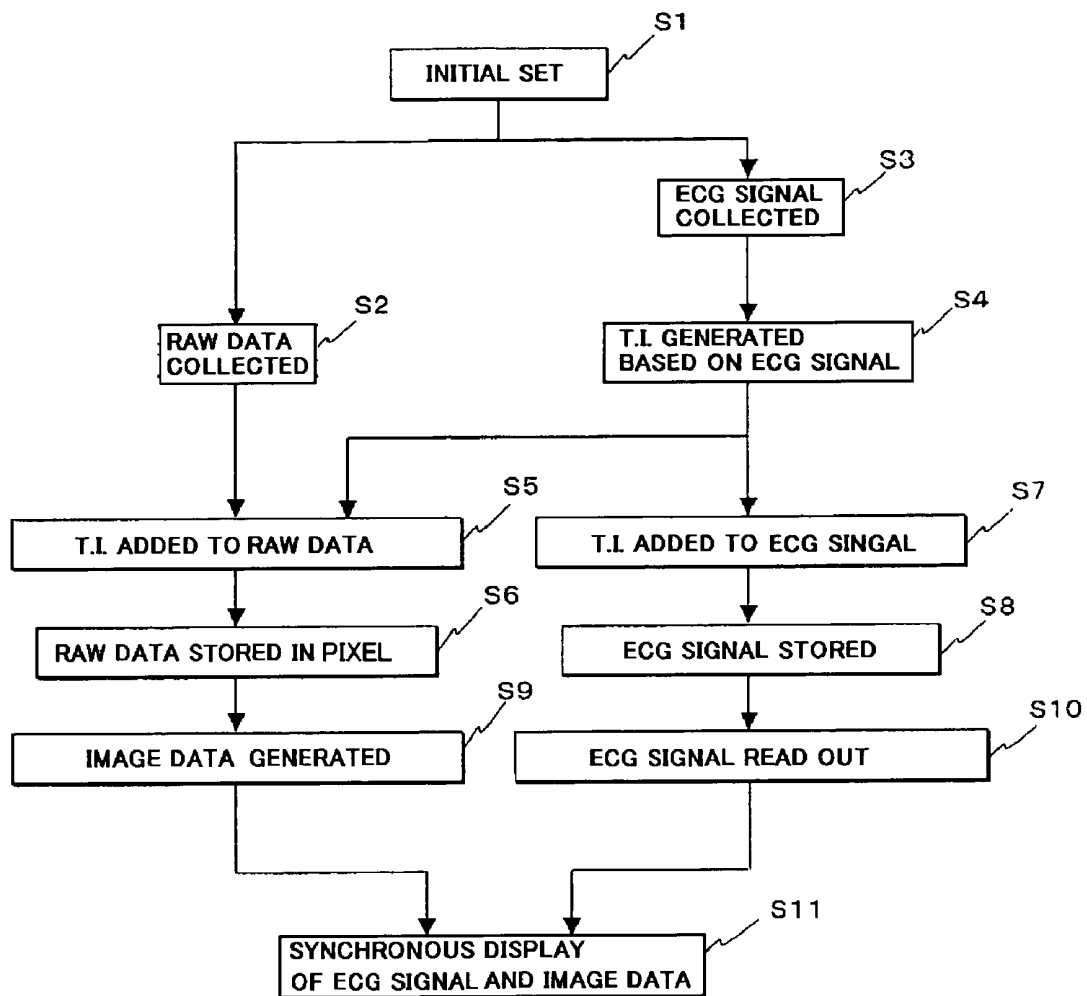 S1
INITIAL SET
S3
ECG SIGNAL
COLLECTED
S2
RAW DATA
COLLECTED
S4
T.I. GENERATED
BASED ON ECG SIGNAL
S5
T.I. ADDED TO RAW DATA
S7
T.I. ADDED TO ECG SINGAL
S6
RAW DATA STORED IN PIXEL
S8
ECG SIGNAL STORED
S9
IMAGE DATA GENERATED
S10
ECG SIGNAL READ OUT
S11
SYNCHRONOUS DISPLAY
OF ECG SIGNAL AND IMAGE DATA